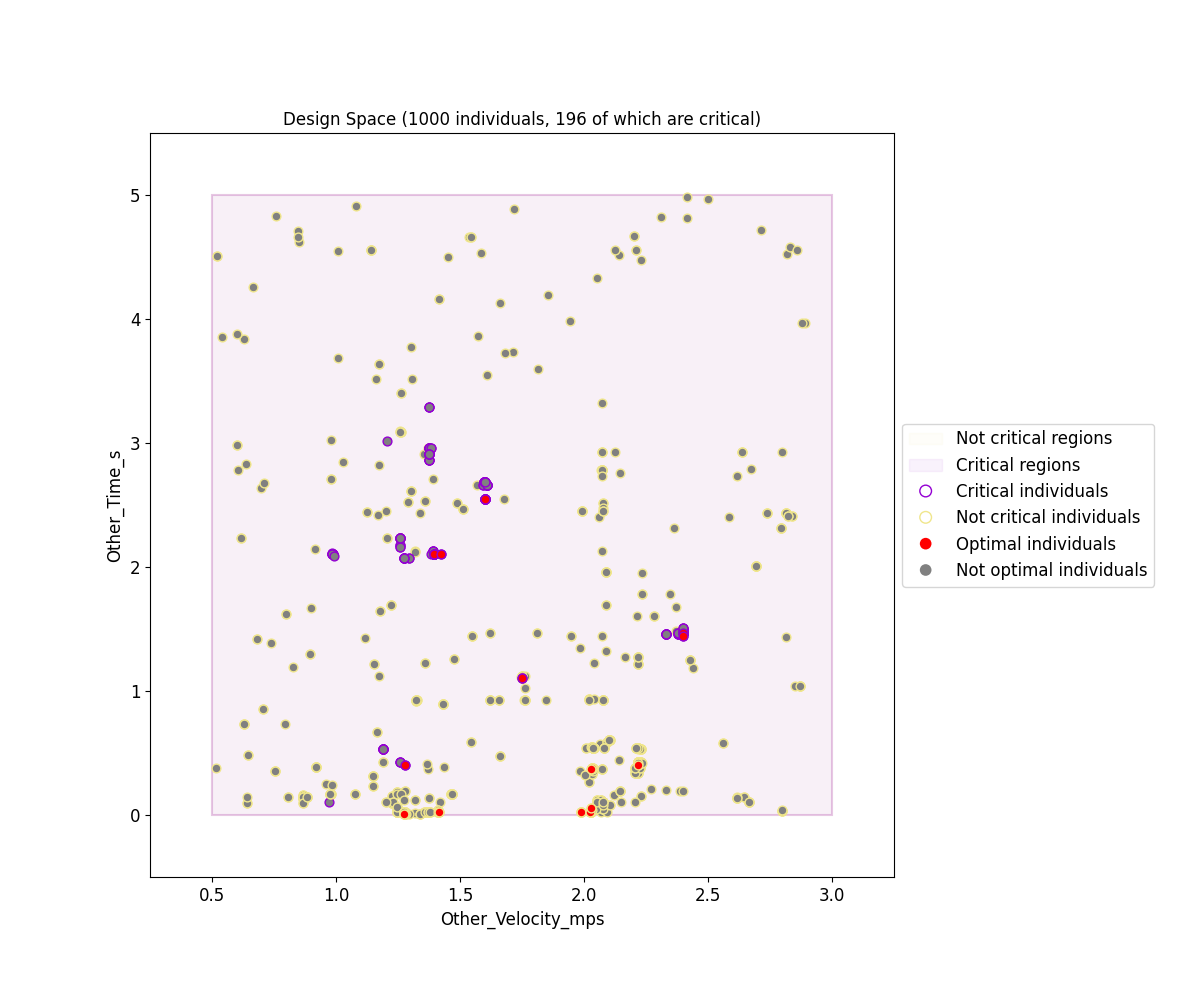 Design Space (1000 individuals, 196 of which are critical)
5
4
3
2
1
0
Other_Time_s
0.5 1.0 1.5 2.0 2.5 3.0
Other_Velocity_mps
Not critical regions
Critical regions
Critical individuals
Not critical individuals
Optimal individuals
Not optimal individuals